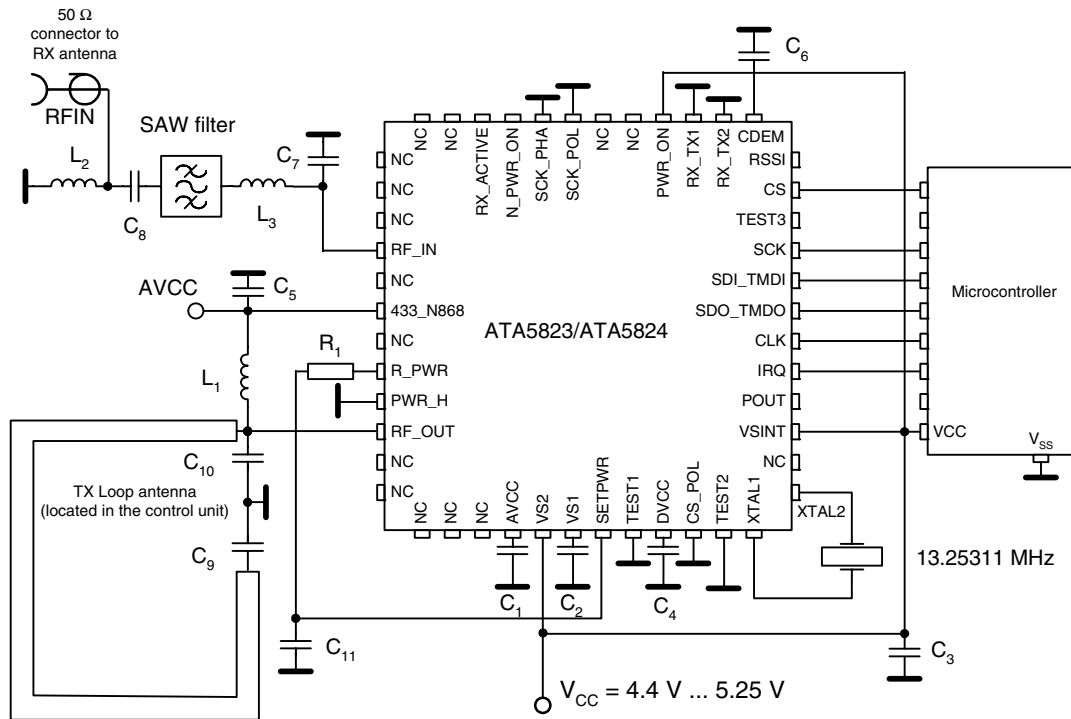 50 Ω
connector to
RX antenna
RFIN
SAW filter
L2
C8
L3
C7
C6
AVCC
C5
L1
R1
C10
TX Loop antenna
(located in the control unit)
C9
C11
NC
NC
NC
RF_IN
NC
433_N868
NC
R_PWR
PWR_H
RF_OUT
NC
NC
NC
NC
RX_ACTIVE
N_PWR_ON
SCK_PHA
SCK_POL
NC
NC
PWR_ON
RX_TX1
RX_TX2
CDEM
RSSI
CS
TEST3
SCK
SDI_TMDI
SDO_TMDO
CLK
IRQ
POUT
VSINT
NC
XTAL2
ATA5823/ATA5824
NC
NC
NC
AVCC
VS2
VS1
SETPWR
TEST1
DVCC
CS_POL
TEST2
XTAL1
Microcontroller
VCC
VSS
13.25311 MHz
C1
C2
C4
C3
VCC = 4.4 V ... 5.25 V